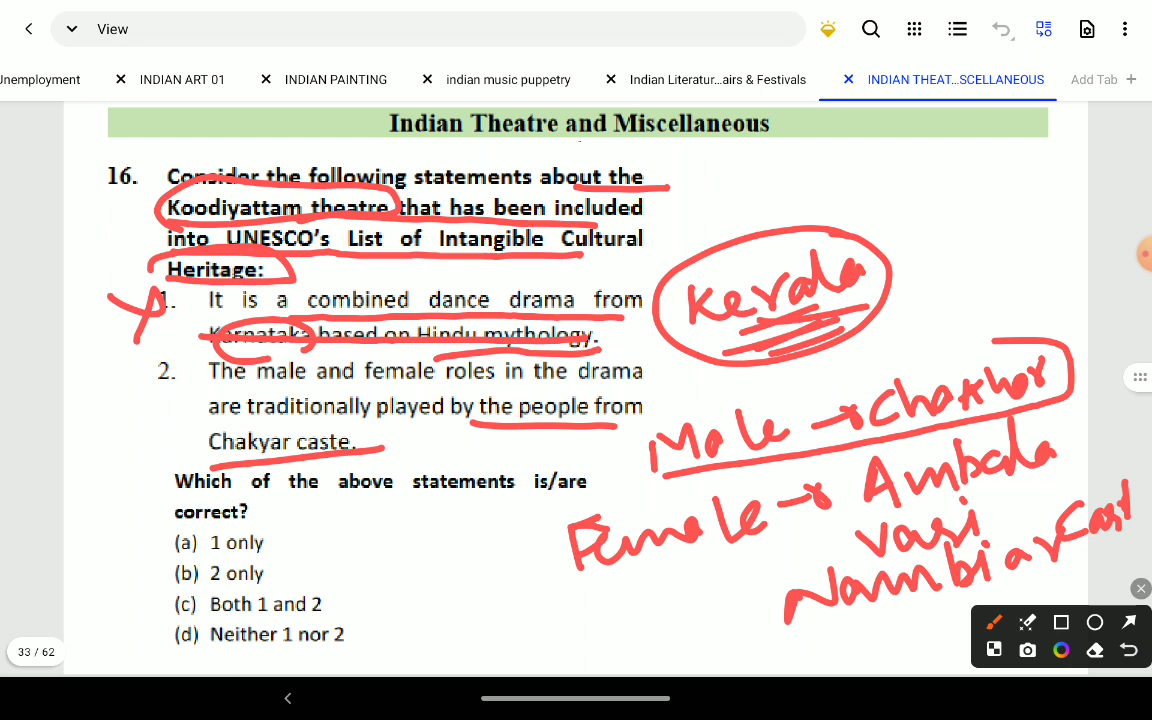 View
Unemployment
INDIAN ART 01
INDIAN PAINTING
indian music puppetry
Indian Literatur...airs & Festivals
INDIAN THEAT...SCELLANEOUS
Add Tab +
Indian Theatre and Miscellaneous
16. Consider the following statements about the
Koodiyattam theatre that has been included
into UNESCO's List of Intangible Cultural
Heritage:
1. It is a combined dance drama from
Karnataka based on Hindu mythology.
Kerala
2. The male and female roles in the drama
are traditionally played by the people from
Chakyar caste.
Male → Chakhor
Female → Ambala
vasi
Nambiar Cast
Which of the above statements is/are
correct?
(a) 1 only
(b) 2 only
(c) Both 1 and 2
(d) Neither 1 nor 2
33 / 62